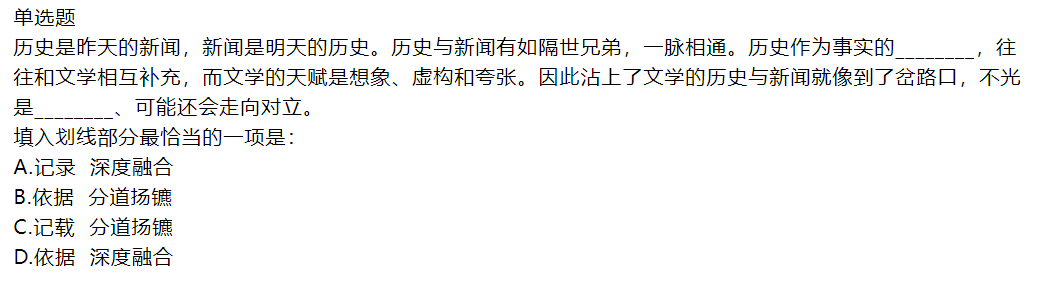 单选题
历史是昨天的新闻，新闻是明天的历史。历史与新闻有如隔世兄弟，一脉相通。历史作为事实的________，往
往和文学相互补充，而文学的天赋是想象、虚构和夸张。因此沾上了文学的历史与新闻就像到了岔路口，不光
是________、可能还会走向对立。
填入划线部分最恰当的一项是：
A.记录 深度融合
B.依据 分道扬镳
C.记载 分道扬镳
D.依据 深度融合